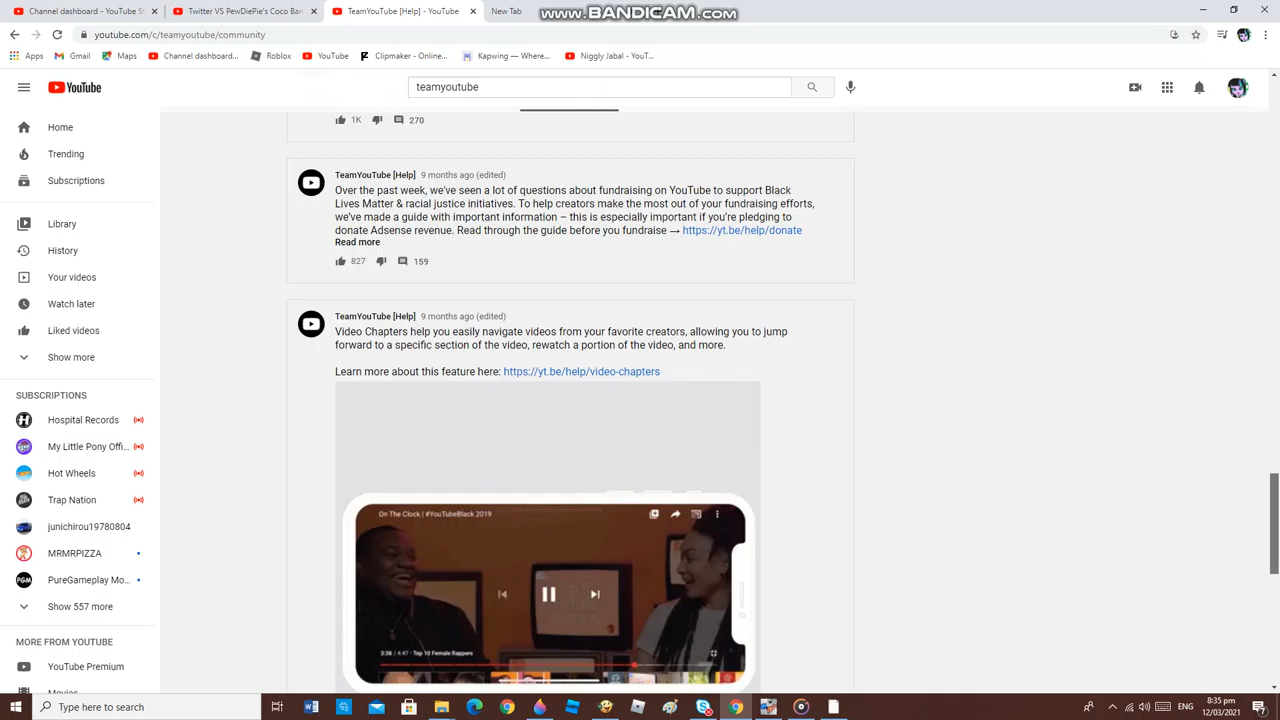 Channel dashboard - YouTube St
Twitter VS PewDiePie's Coco Ban
TeamYouTube [Help] - YouTube
New Tab
www.BANDICAM.com
youtube.com/c/teamyoutube/community
Apps
Gmail
Maps
Channel dashboard...
Roblox
YouTube
Clipmaker - Online...
Kapwing — Where...
Niggly Jabal - YouT...
YouTube
teamyoutube
Home
Trending
Subscriptions
Library
History
Your videos
Watch later
Liked videos
Show more
SUBSCRIPTIONS
Hospital Records
My Little Pony Offi...
Hot Wheels
Trap Nation
junichirou19780804
MRMRPIZZA
PureGameplay Mo...
Show 557 more
MORE FROM YOUTUBE
YouTube Premium
Movies
1K
270
TeamYouTube [Help] 9 months ago (edited)
Over the past week, we've seen a lot of questions about fundraising on YouTube to support Black
Lives Matter & racial justice initiatives. To help creators make the most out of your fundraising efforts,
we've made a guide with important information – this is especially important if you're pledging to
donate Adsense revenue. Read through the guide before you fundraise → https://yt.be/help/donate
Read more
827
159
TeamYouTube [Help] 9 months ago (edited)
Video Chapters help you easily navigate videos from your favorite creators, allowing you to jump
forward to a specific section of the video, rewatch a portion of the video, and more.
Learn more about this feature here: https://yt.be/help/video-chapters
On The Clock | #YouTubeBlack 2019
3:38 / 4:47 · Top 10 Female Rappers
Type here to search
ENG
8:35 pm
12/03/2021